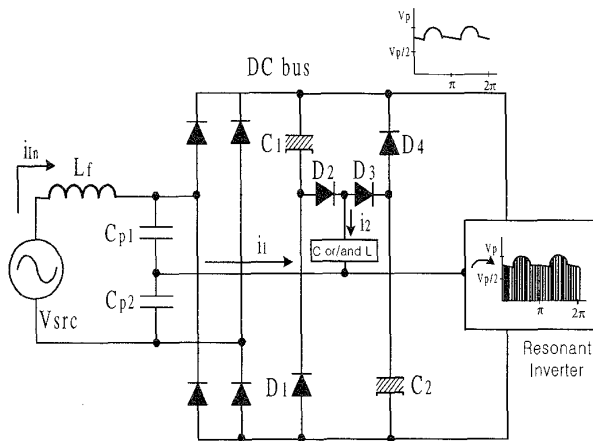 Vp
Vp/2
π
2π
DC bus
iIn
Lf
C1
D2
D3
D4
Cp1
i1
i2
C or/and L
Cp2
Vsrc
Vp
Vp/2
π
2π
D1
C2
Resonant
Inverter